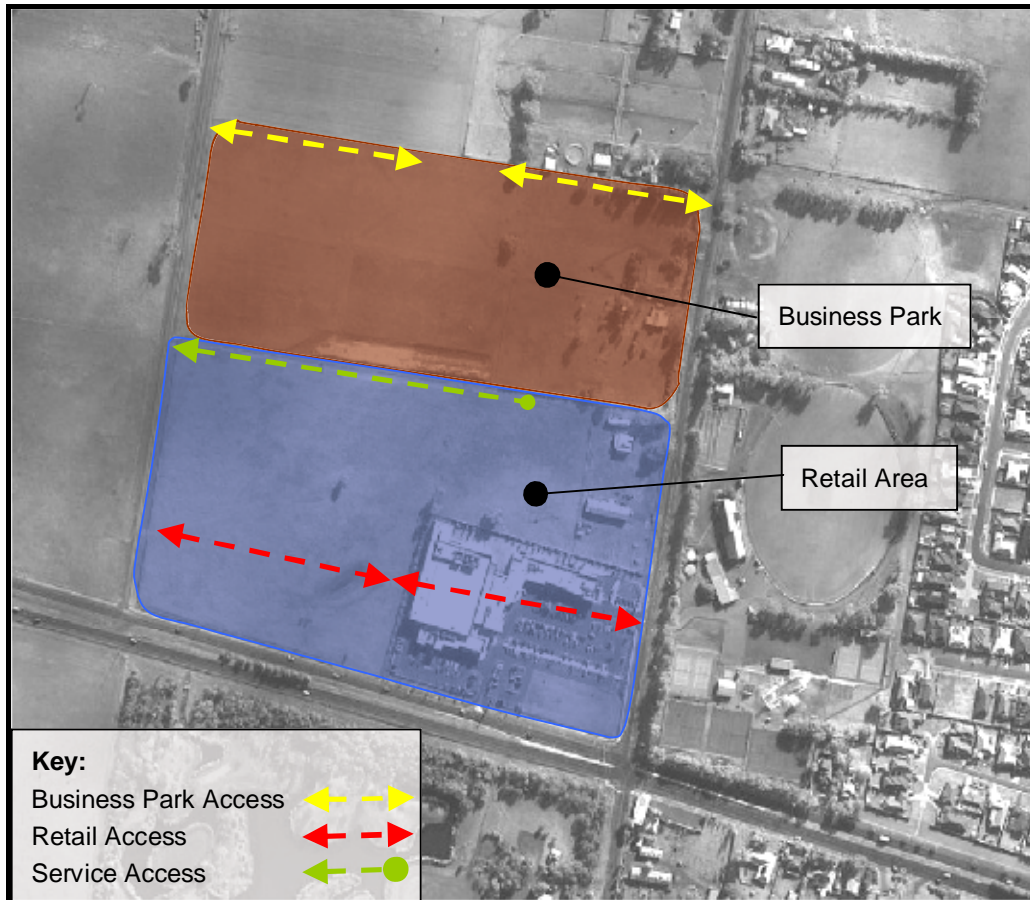 Business Park
Retail Area
Key:
Business Park Access
Retail Access
Service Access